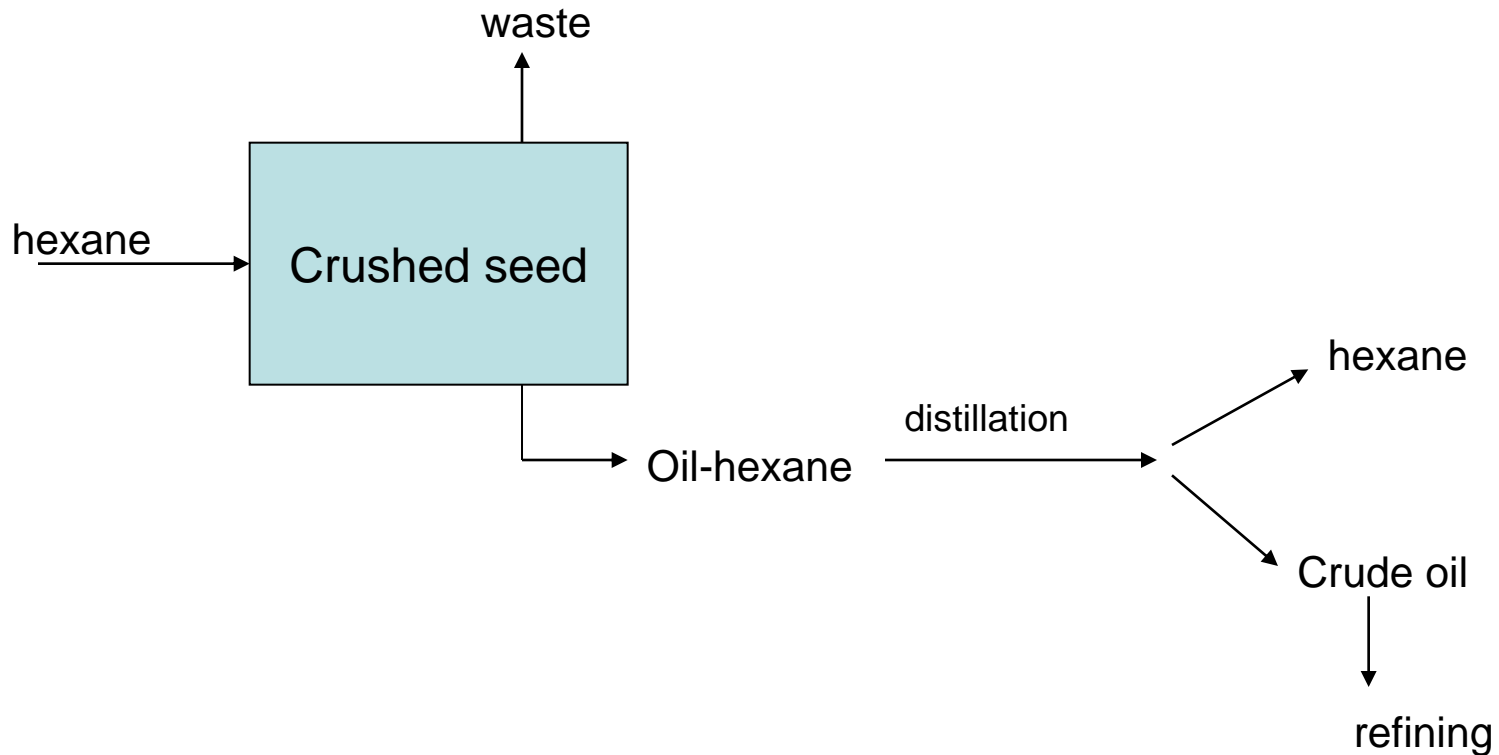 waste
hexane
Crushed seed
hexane
distillation
Oil-hexane
Crude oil
refining